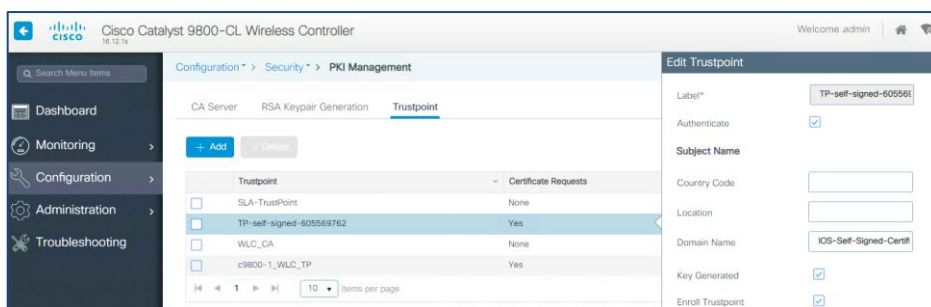 CISCO
Cisco Catalyst 9800-CL Wireless Controller
16.12.1s
Welcome admin
Search Menu Items
Dashboard
Monitoring
Configuration
Administration
Troubleshooting
Configuration > Security > PKI Management
CA Server RSA Keypair Generation Trustpoint
+ Add × Delete
Trustpoint Certificate Requests
SLA-TrustPoint None
TP-self-signed-605569762 Yes
WLC_CA None
c9800-1_WLC_TP Yes
1 10 items per page
Edit Trustpoint
Label* TP-self-signed-60556
Authenticate
Subject Name
Country Code
Location
Domain Name IOS-Self-Signed-Certifi
Key Generated
Enroll Trustpoint